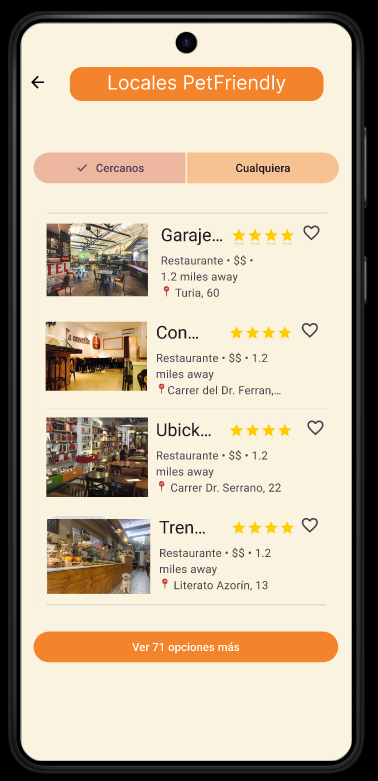 Locales PetFriendly
Cercanos
Cualquiera
Garaje...
Restaurante • $$ •
1.2 miles away
Turia, 60
Con...
Restaurante • $$ • 1.2
miles away
Carrer del Dr. Ferran,...
Ubick...
Restaurante • $$ • 1.2
miles away
Carrer Dr. Serrano, 22
Tren...
Restaurante • $$ • 1.2
miles away
Literato Azorín, 13
Ver 71 opciones más